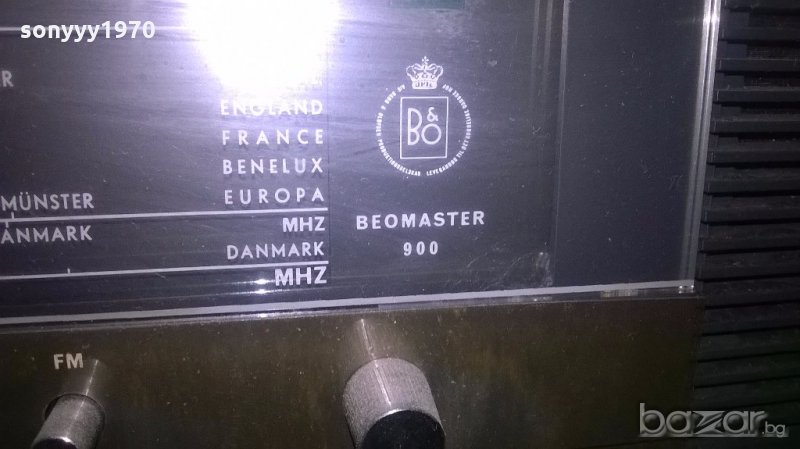 sonyyy1970
ENGLAND
FRANCE
BENELUX
MÜNSTER
EUROPA
ANMARK
MHZ
DANMARK
MHZ
B&O
BEOMASTER
900
FM
bazar.bg